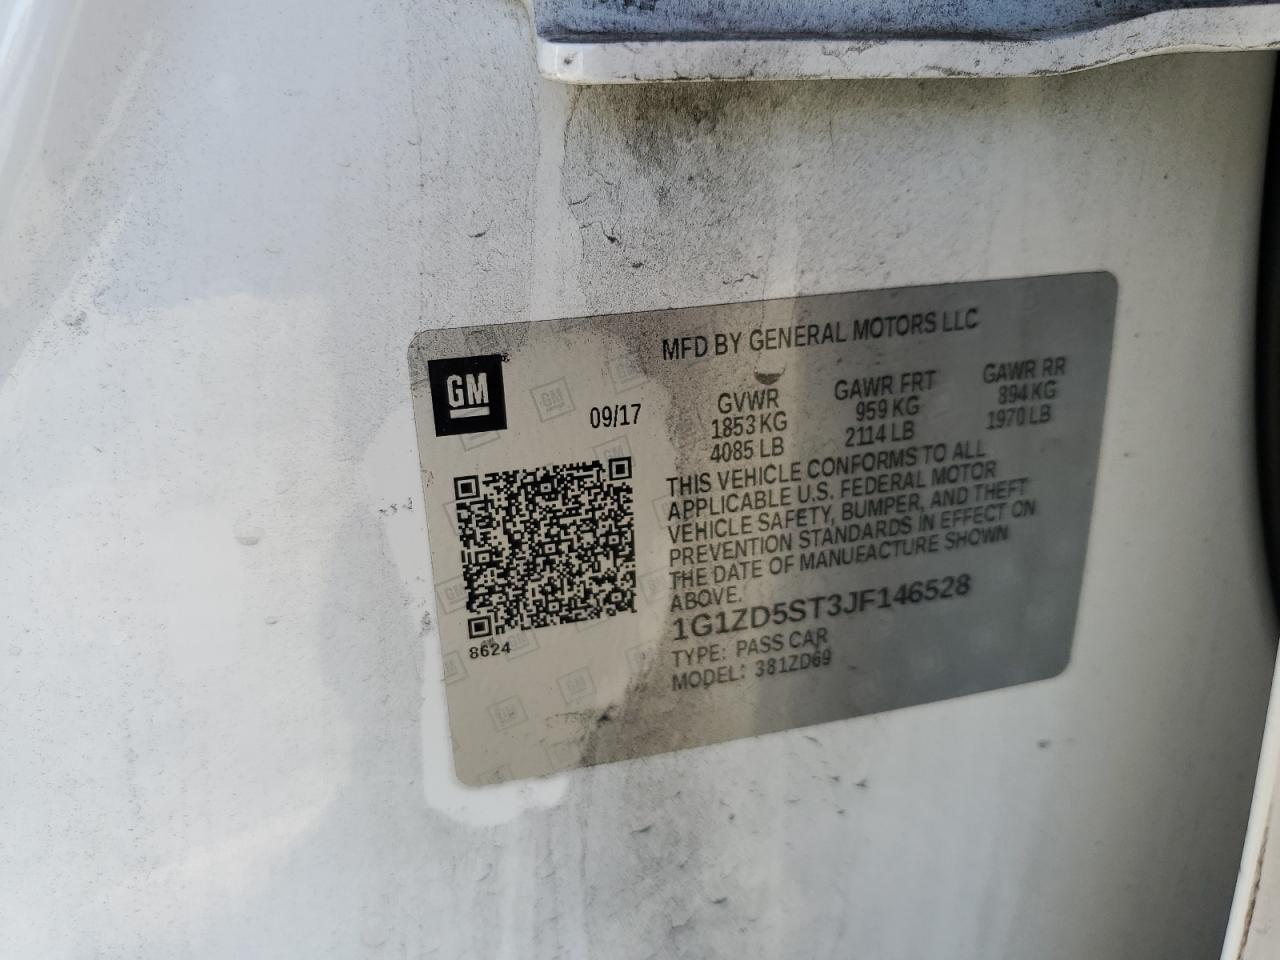 MFD BY GENERAL MOTORS LLC
GM
09/17
GVWR
1853 KG
4085 LB
GAWR FRT
959 KG
2114 LB
GAWR RR
894 KG
1970 LB
THIS VEHICLE CONFORMS TO ALL
APPLICABLE U.S. FEDERAL MOTOR
VEHICLE SAFETY, BUMPER, AND THEFT
PREVENTION STANDARDS IN EFFECT ON
THE DATE OF MANUFACTURE SHOWN
ABOVE.
1G1ZD5ST3JF146528
TYPE: PASS CAR
MODEL: 381ZD69
8624